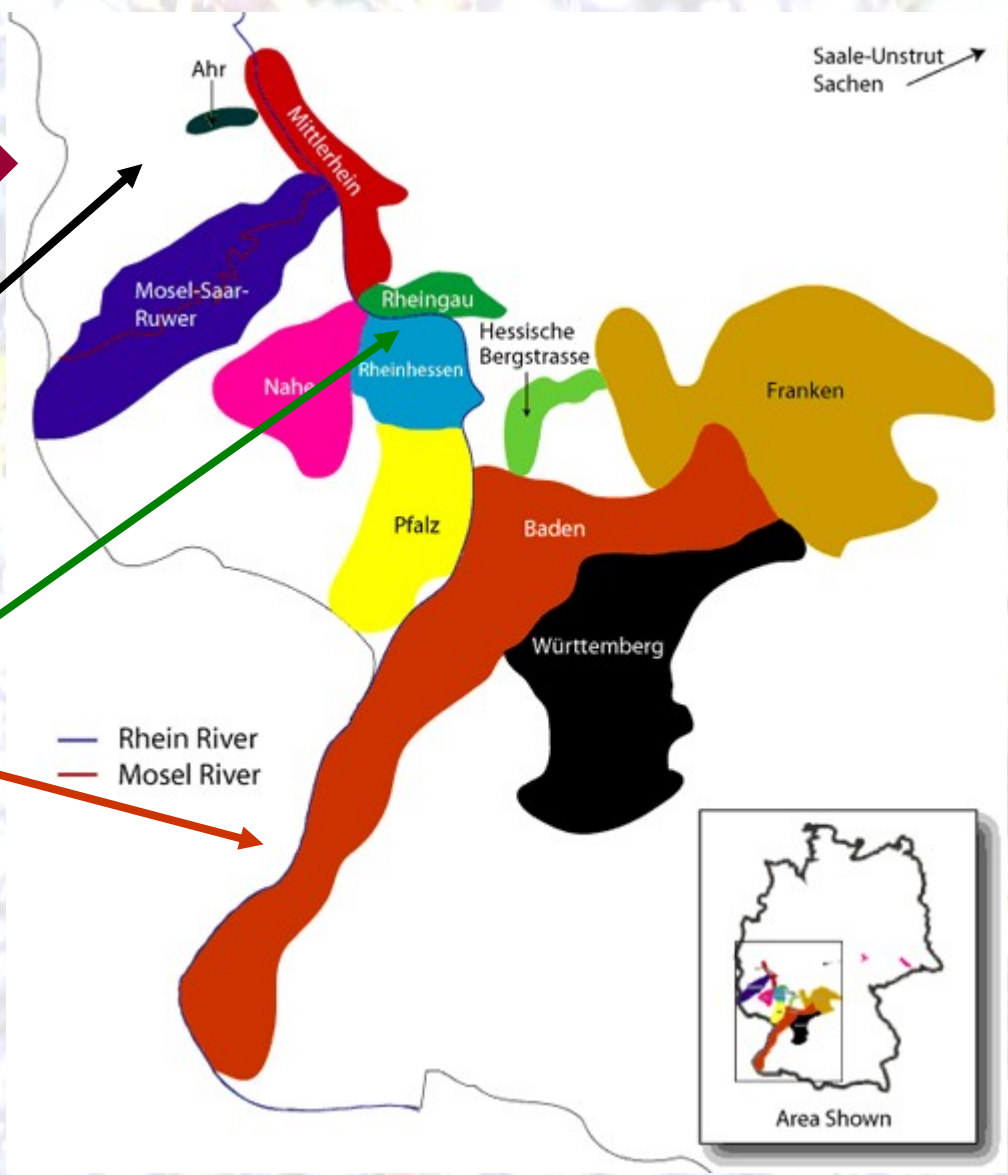 Saale-Unstrut
Sachen
Ahr
Mittlerhein
Mosel-Saar-
Ruwer
Rheingau
Hessische
Bergstrasse
Rheinhessen
Nahe
Franken
Pfalz
Baden
Württemberg
Rhein River
Mosel River
Area Shown